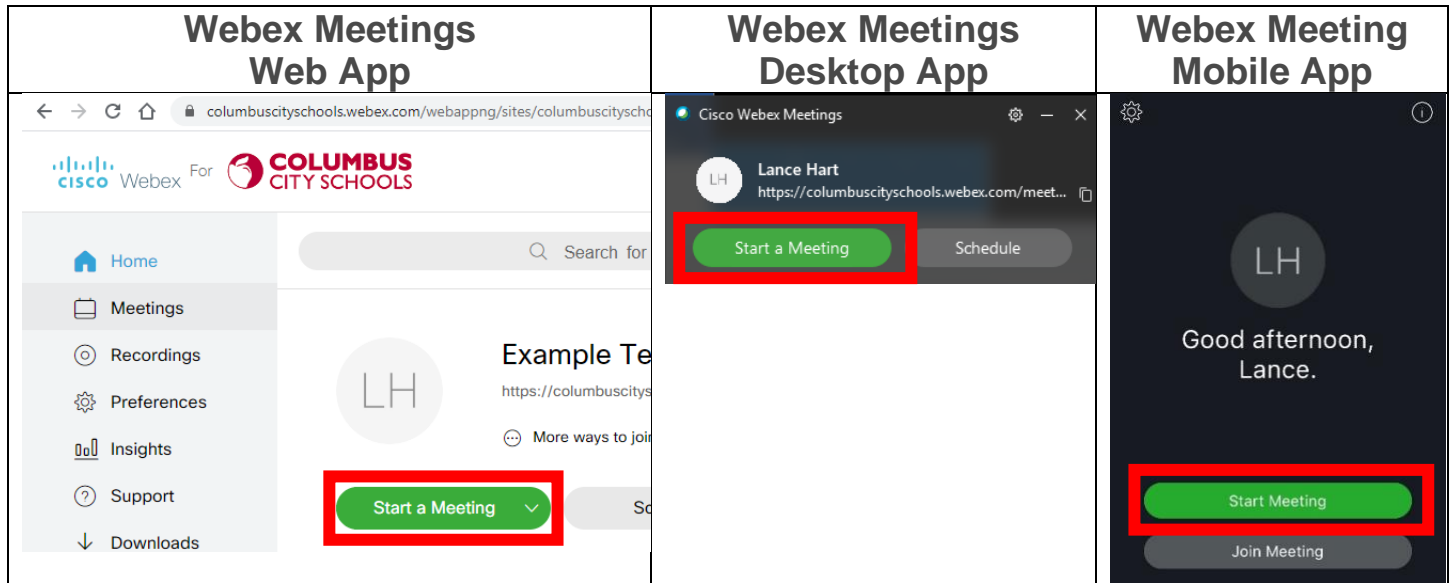 Webex Meetings
Web App
Webex Meetings
Desktop App
Webex Meeting
Mobile App
columbuscityschools.webex.com/webappng/sites/columbuscityscho
CISCO Webex For COLUMBUS
CITY SCHOOLS
Home
Meetings
Recordings
Preferences
Insights
Support
Downloads
Search for
LH
Example Te
https://columbuscitys
More ways to join
Start a Meeting
Sc
Cisco Webex Meetings
LH
Lance Hart
https://columbuscityschools.webex.com/meet...
Start a Meeting
Schedule
LH
Good afternoon,
Lance.
Start Meeting
Join Meeting